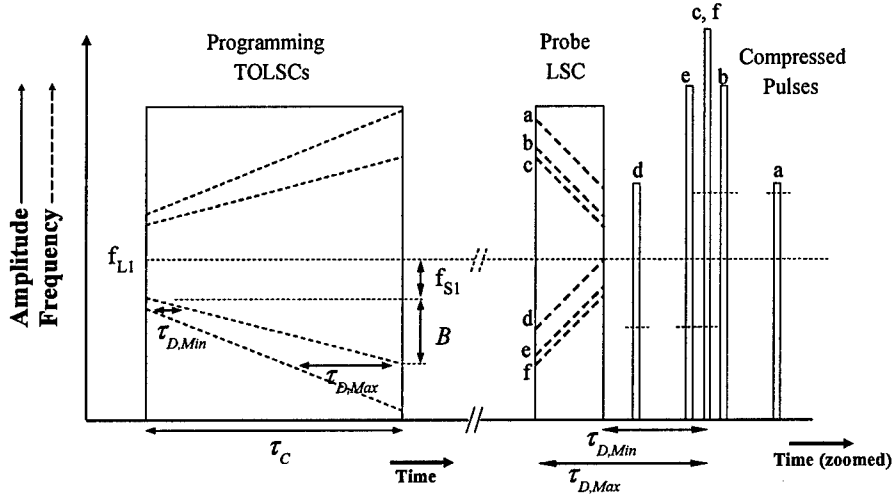 c, f
Programming
TOLSCs
Probe
LSC
e
b
Compressed
Pulses
a
b
c
d
a
f_L1
f_S1
B
τ_D,Min
τ_D,Max
d
e
f
Amplitude
Frequency
τ_C
Time
τ_D,Min
τ_D,Max
Time (zoomed)